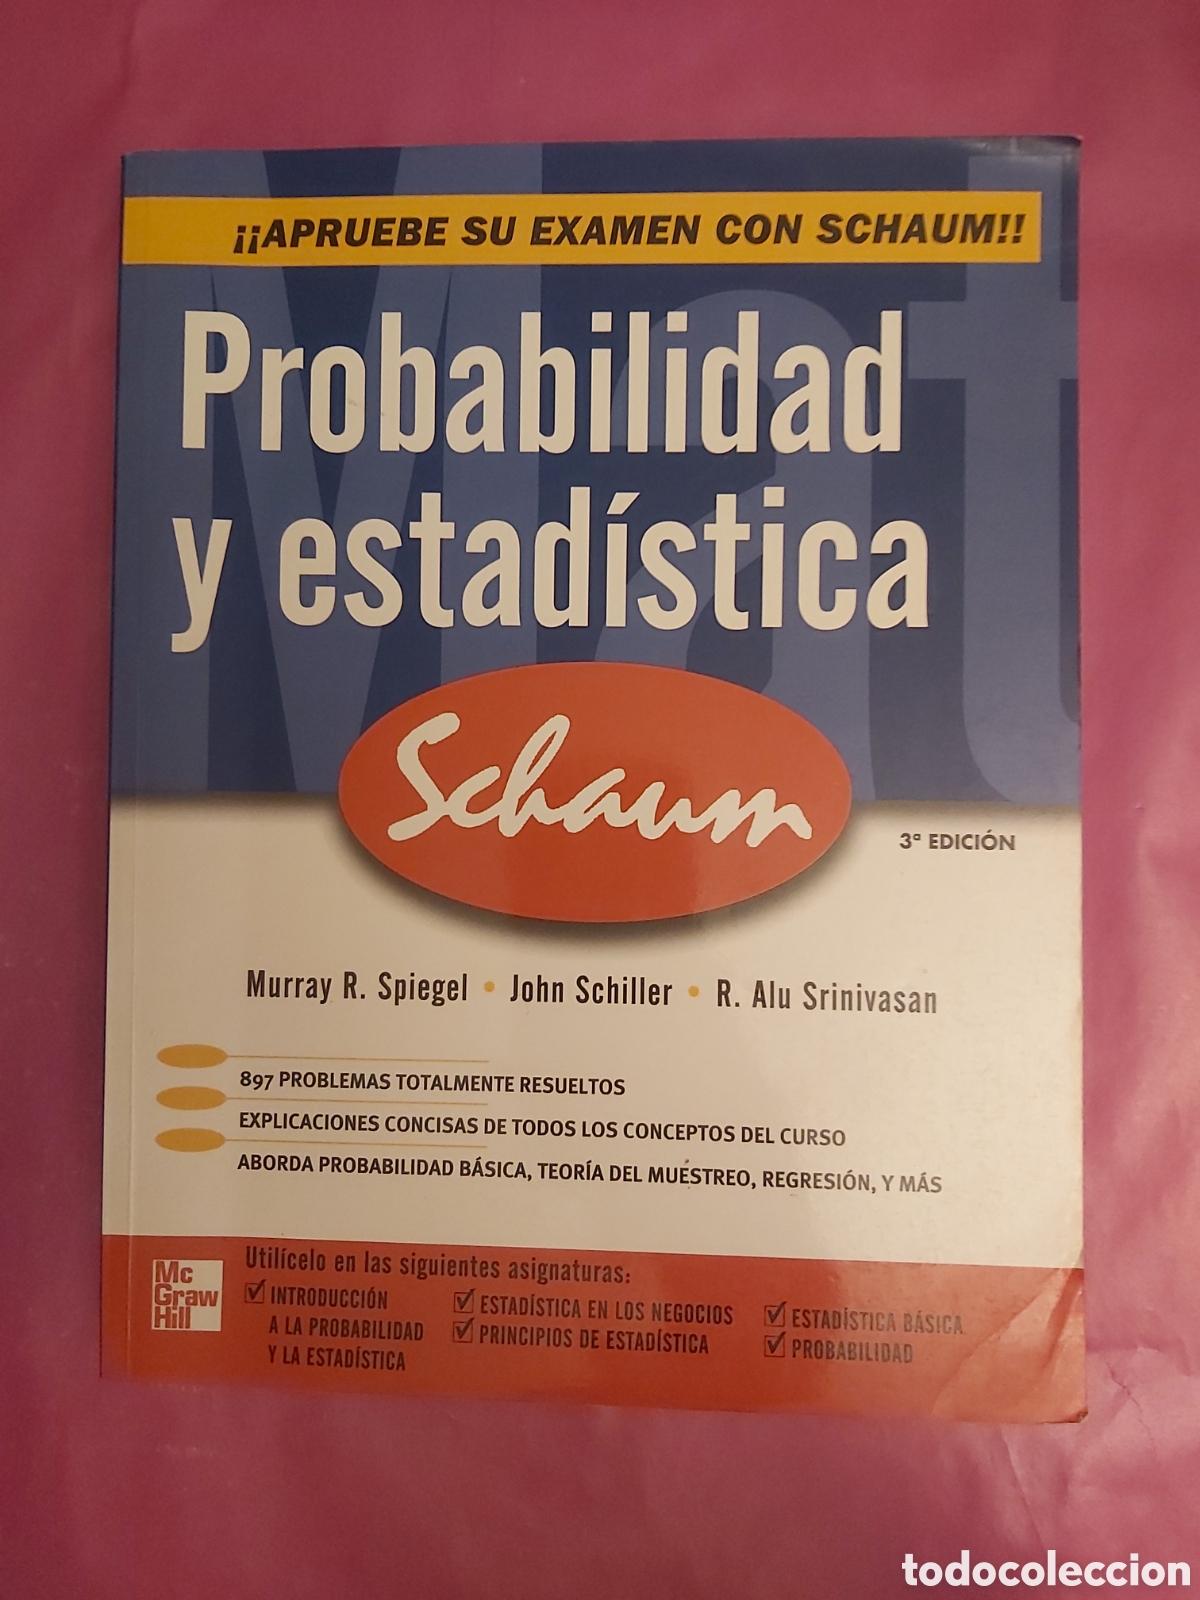 ¡¡APRUEBE SU EXAMEN CON SCHAUM!!
Mat
Probabilidad
y estadística
Schaum
3ª EDICIÓN
Murray R. Spiegel • John Schiller • R. Alu Srinivasan
897 PROBLEMAS TOTALMENTE RESUELTOS
EXPLICACIONES CONCISAS DE TODOS LOS CONCEPTOS DEL CURSO
ABORDA PROBABILIDAD BÁSICA, TEORÍA DEL MUESTREO, REGRESIÓN, Y MÁS
Mc
Graw
Hill
Utilícelo en las siguientes asignaturas:
INTRODUCCIÓN
A LA PROBABILIDAD
Y LA ESTADÍSTICA
ESTADÍSTICA EN LOS NEGOCIOS
PRINCIPIOS DE ESTADÍSTICA
ESTADÍSTICA BÁSICA
PROBABILIDAD
todocoleccion